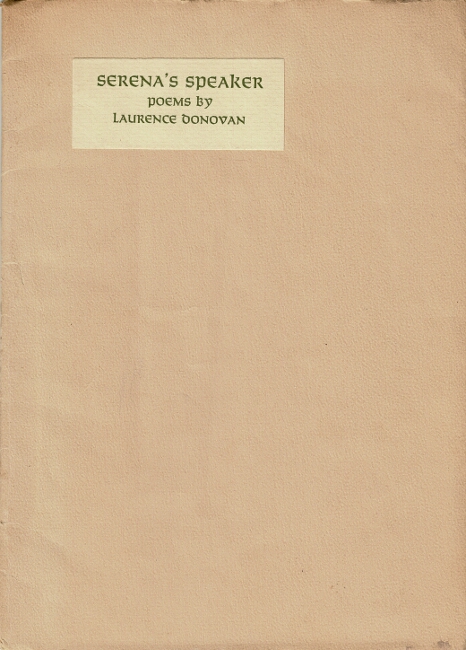 SERENA'S SPEAKER
POEMS BY
LAURENCE DONOVAN